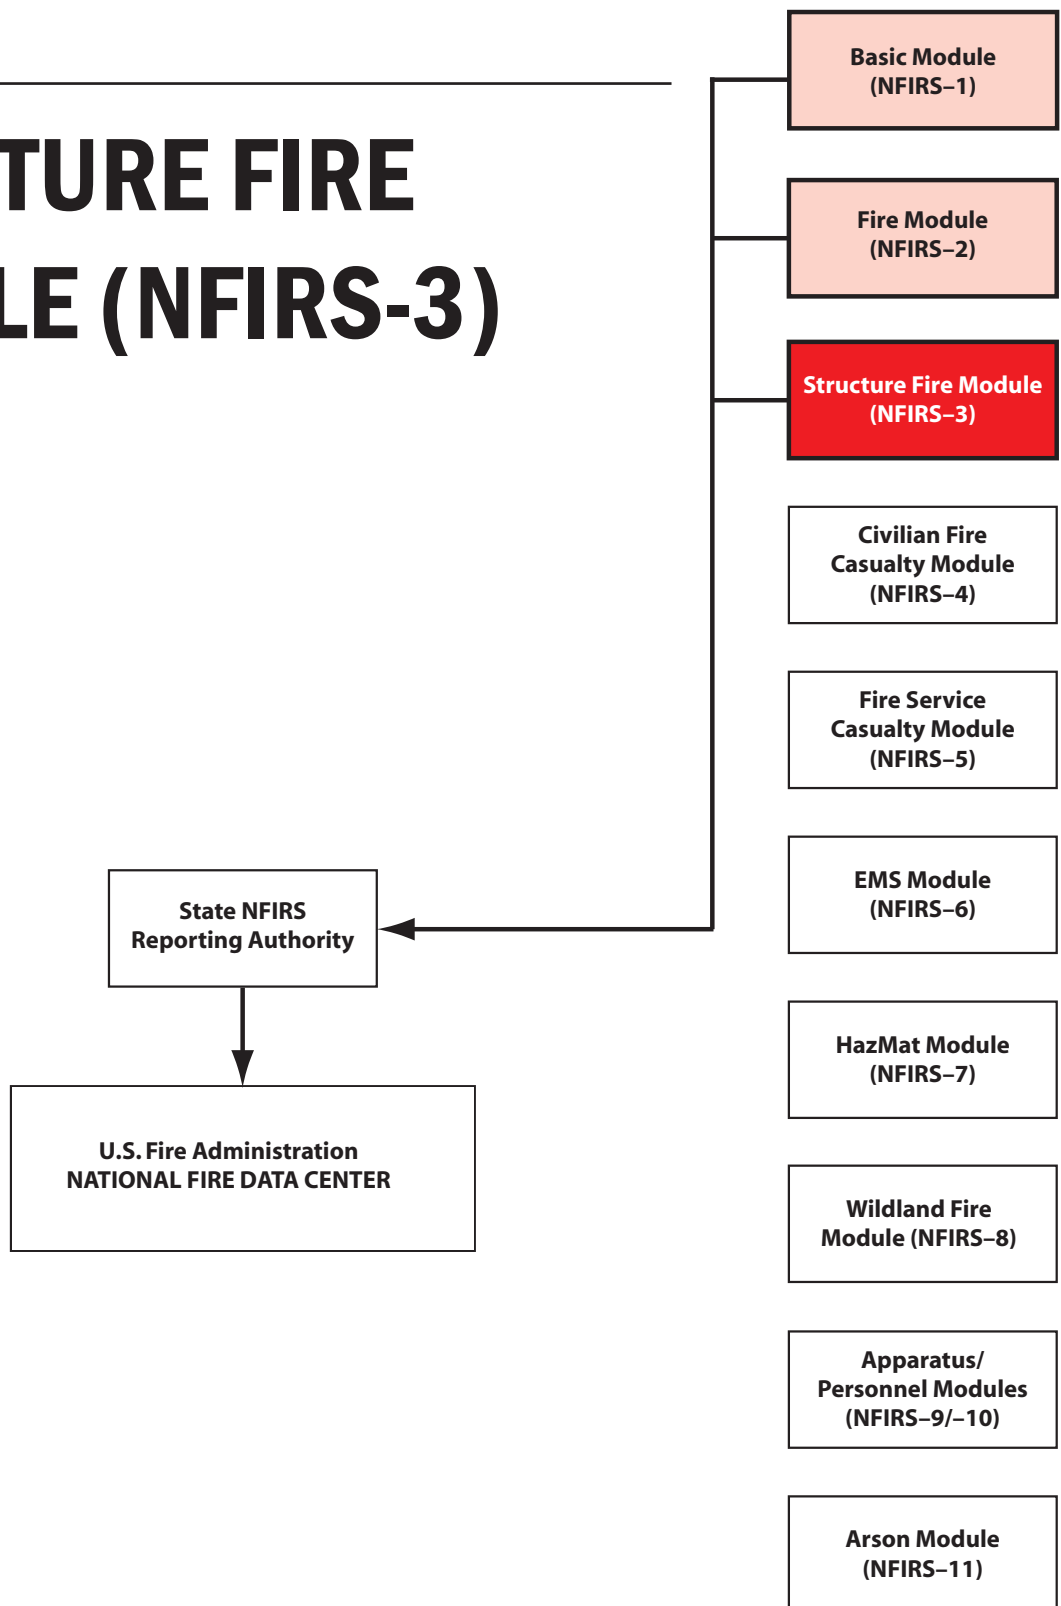 TURE FIRE
LE (NFIRS-3)
Basic Module
(NFIRS–1)
Fire Module
(NFIRS–2)
Structure Fire Module
(NFIRS–3)
Civilian Fire
Casualty Module
(NFIRS–4)
Fire Service
Casualty Module
(NFIRS–5)
EMS Module
(NFIRS–6)
HazMat Module
(NFIRS–7)
Wildland Fire
Module (NFIRS–8)
Apparatus/
Personnel Modules
(NFIRS–9/–10)
Arson Module
(NFIRS–11)
State NFIRS
Reporting Authority
U.S. Fire Administration
NATIONAL FIRE DATA CENTER